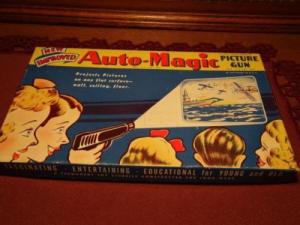 NEW
IMPROVED!
Auto-Magic
PICTURE
GUN
Projects Pictures
on any flat surface—
wall, ceiling, floor.
FASCINATING - ENTERTAINING - EDUCATIONAL for YOUNG and OLD